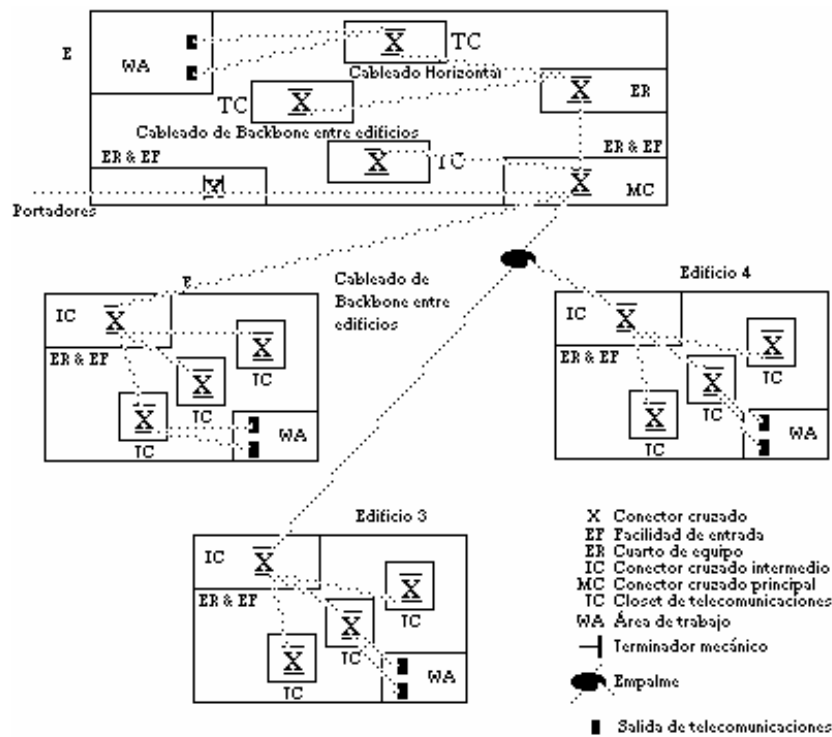 E
WA
X
TC
Cableado Horizontal
X
ER
TC
X
Cableado de Backbone entre edificios
ER & EF
X
TC
ER & EF
X
MC
Portadores
E
Cableado de
Backbone entre
edificios
IC
X
ER & EF
X
TC
X
TC
X
TC
WA
Edificio 4
IC
X
ER & EF
X
TC
X
TC
X
TC
WA
Edificio 3
IC
X
ER & EF
X
TC
X
TC
X
TC
WA
X Conector cruzado
EF Facilidad de entrada
ER Cuarto de equipo
IC Conector cruzado intermedio
MC Conector cruzado principal
TC Closet de telecomunicaciones
WA Área de trabajo
Terminador mecánico
Empalme
Salida de telecomunicaciones